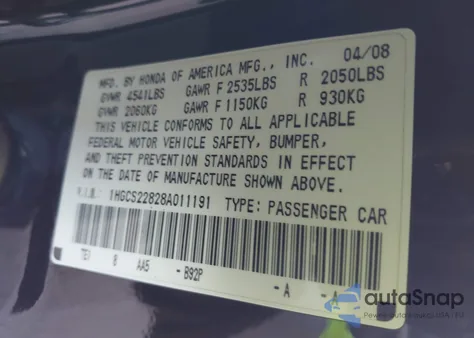 MFD. BY HONDA OF AMERICA MFG., INC. 04/08
GVWR 4541LBS GAWR F 2535LBS R 2050LBS
GVWR 2060KG GAWR F 1150KG R 930KG
THIS VEHICLE CONFORMS TO ALL APPLICABLE
FEDERAL MOTOR VEHICLE SAFETY, BUMPER,
AND THEFT PREVENTION STANDARDS IN EFFECT
ON DATE OF MANUFACTURE SHOWN ABOVE.
V.I.N.: 1HGCS22828A011191 TYPE: PASSENGER CAR
TE1 8 AA5 - B92P -A -A
autoSnap